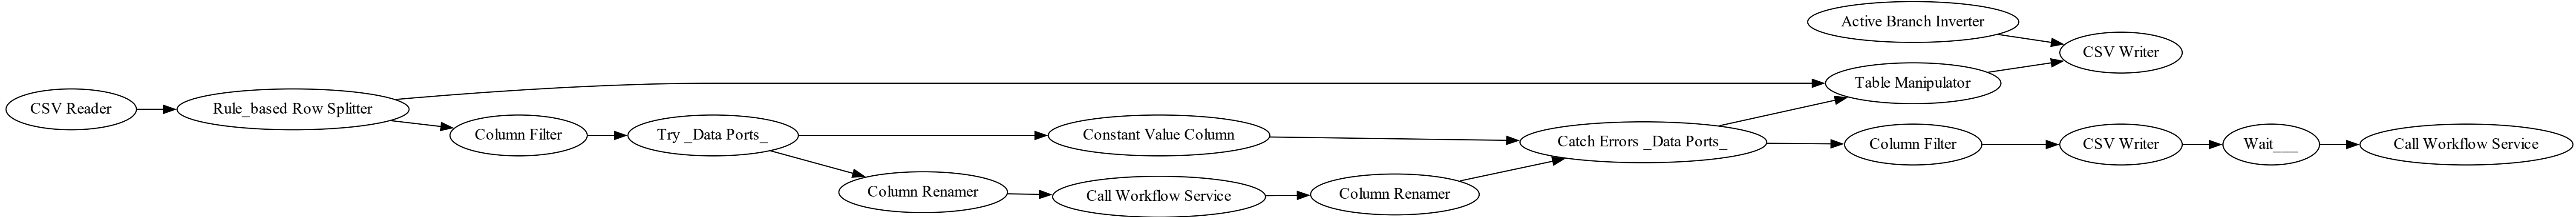 Active Branch Inverter
CSV Writer
Table Manipulator
CSV Reader
Rule_based Row Splitter
Column Filter
Try _Data Ports_
Constant Value Column
Catch Errors _Data Ports_
Column Filter
CSV Writer
Wait___
Call Workflow Service
Column Renamer
Call Workflow Service
Column Renamer